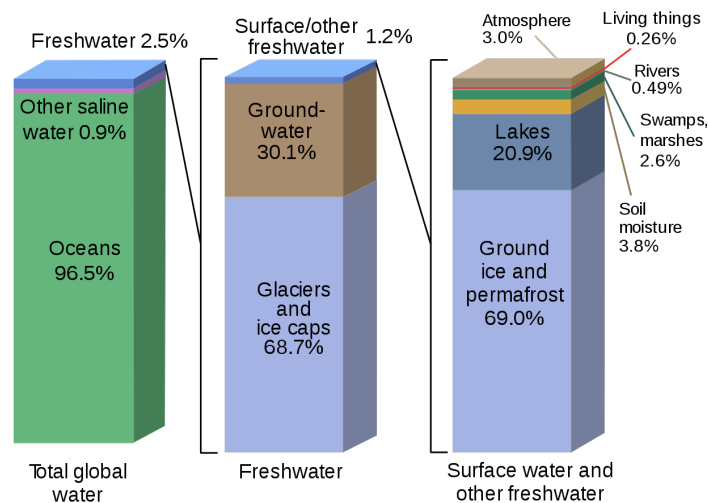 Freshwater 2.5%
Other saline
water 0.9%
Oceans
96.5%
Total global
water
Surface/other
freshwater
1.2%
Ground-
water
30.1%
Glaciers
and
ice caps
68.7%
Freshwater
Atmosphere
3.0%
Living things
0.26%
Rivers
0.49%
Swamps,
marshes
2.6%
Soil
moisture
3.8%
Lakes
20.9%
Ground
ice and
permafrost
69.0%
Surface water and
other freshwater